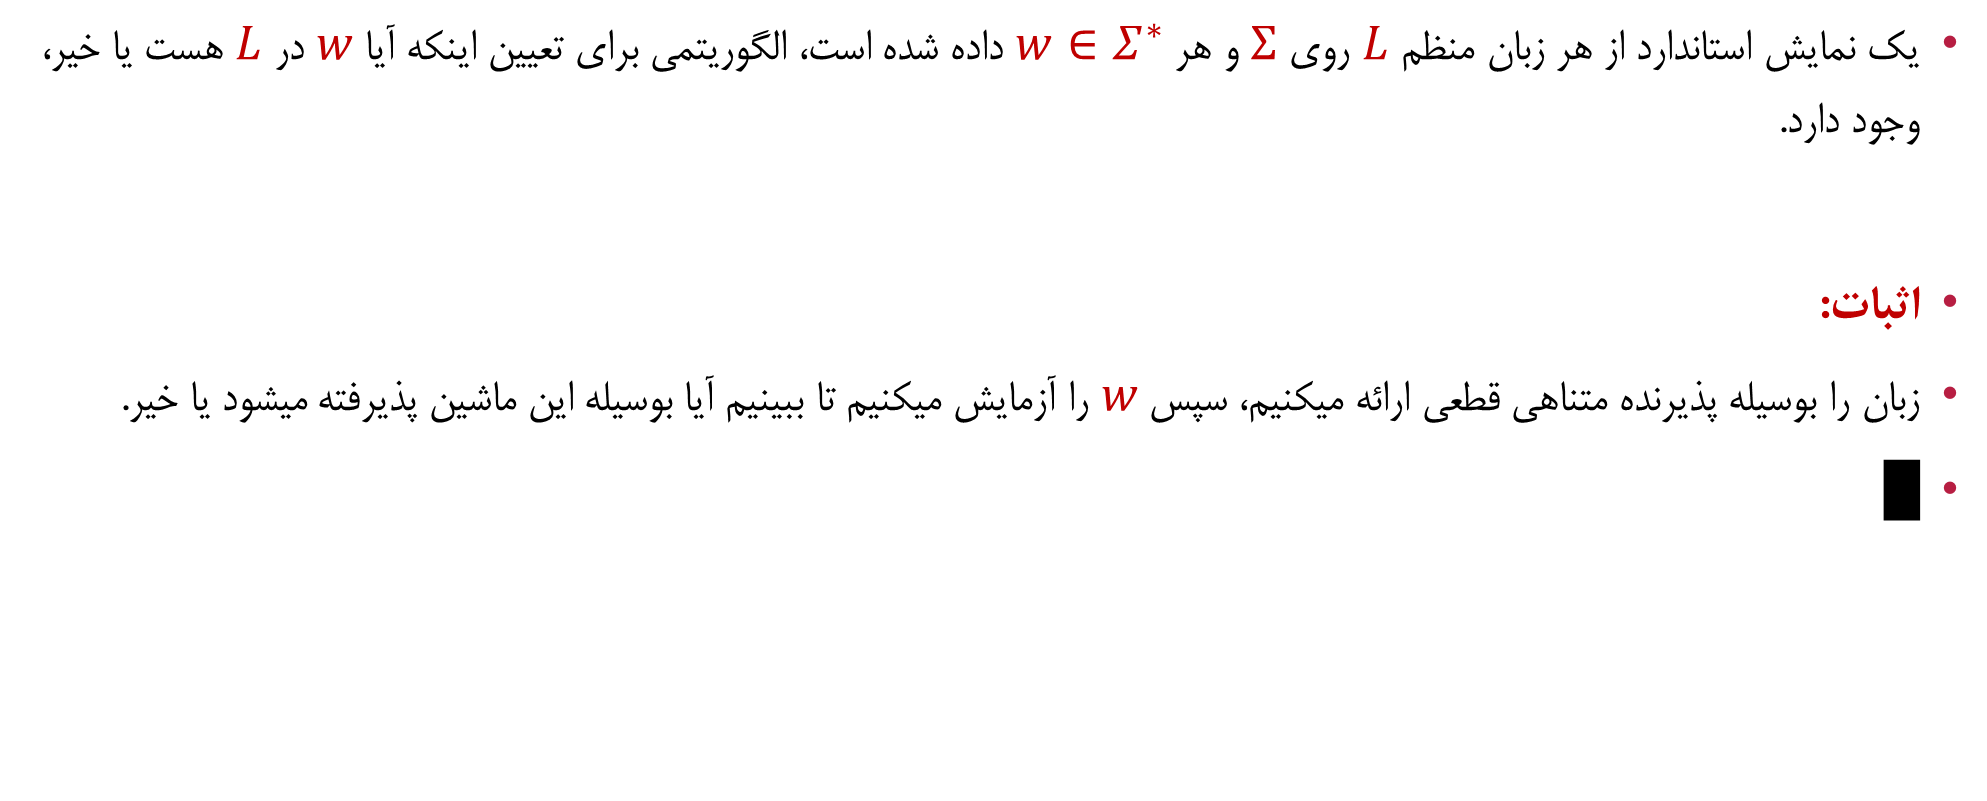 • یک نمایش استاندارد از هر زبان منظم L روی Σ و هر w ∈ Σ* داده شده است، الگوریتمی برای تعیین اینکه آیا w در L هست یا خیر،
وجود دارد.
• اثبات:
• زبان را بوسیله پذیرنده متناهی قطعی ارائه میکنیم، سپس w را آزمایش میکنیم تا ببینیم آیا بوسیله این ماشین پذیرفته میشود یا خیر.
• █